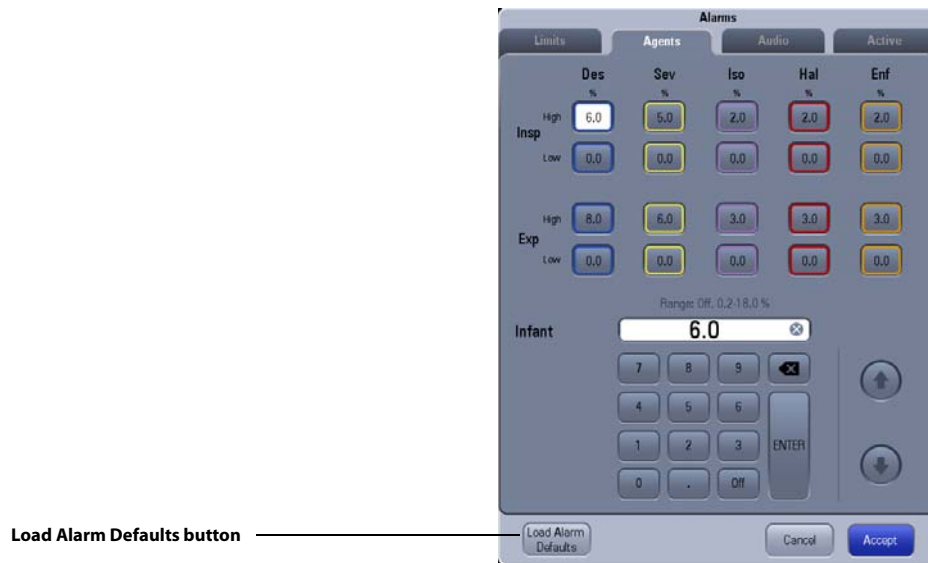 Alarms
Limits Agents Audio Active
Des Sev Iso Hal Enf
% % % % %
High 6.0 5.0 2.0 2.0 2.0
Insp
Low 0.0 0.0 0.0 0.0 0.0
High 8.0 6.0 3.0 3.0 3.0
Exp
Low 0.0 0.0 0.0 0.0 0.0
Range: Off, 0.2-18.0 %
Infant 6.0
7 8 9
4 5 6
1 2 3 ENTER
0 . Off
Load Alarm Defaults button
Load Alarm
Defaults
Cancel Accept